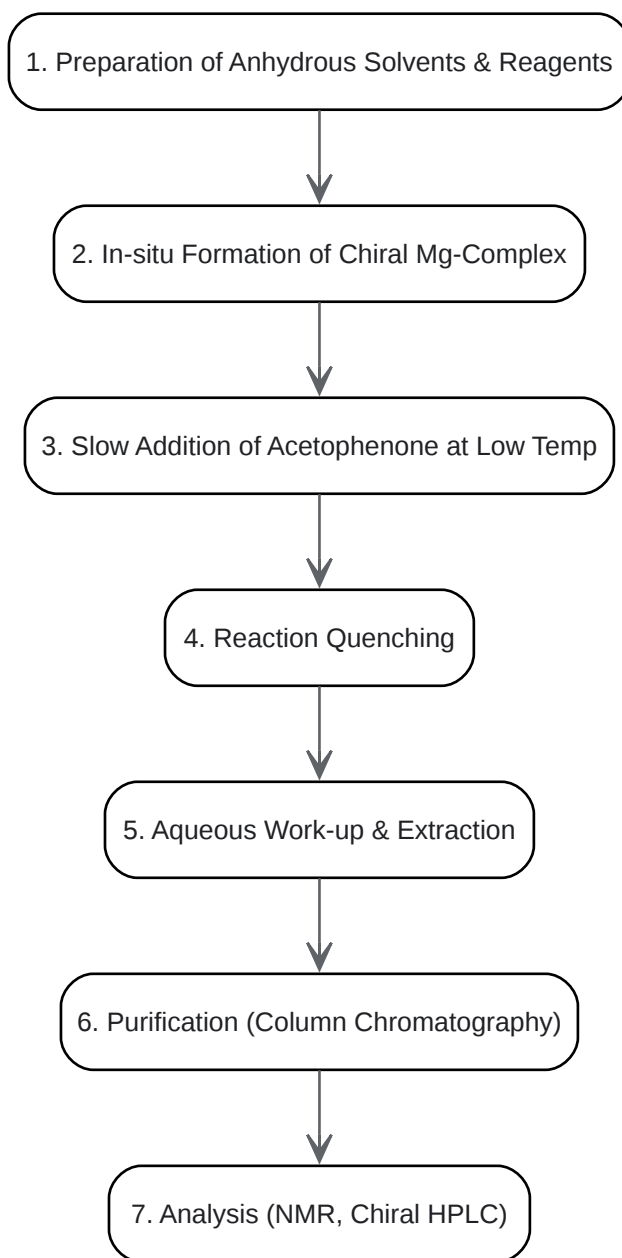 1. Preparation of Anhydrous Solvents & Reagents
2. In-situ Formation of Chiral Mg-Complex
3. Slow Addition of Acetophenone at Low Temp
4. Reaction Quenching
5. Aqueous Work-up & Extraction
6. Purification (Column Chromatography)
7. Analysis (NMR, Chiral HPLC)